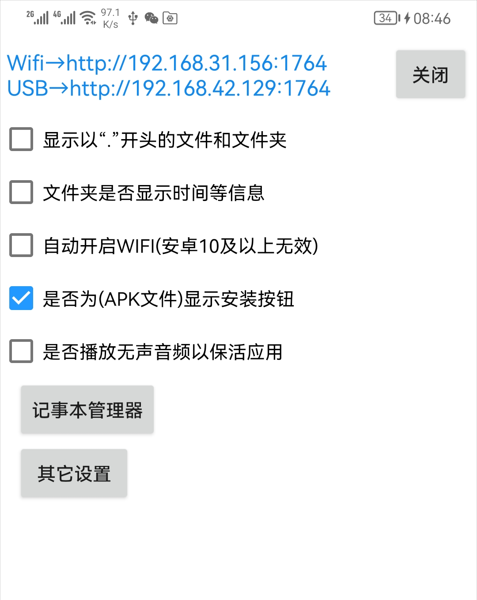 2G 4G 97.1 K/s 34 08:46
Wifi→http://192.168.31.156:1764
USB→http://192.168.42.129:1764
关闭
显示以“.”开头的文件和文件夹
文件夹是否显示时间等信息
自动开启WIFI(安卓10及以上无效)
是否为(APK文件)显示安装按钮
是否播放无声音频以保活应用
记事本管理器
其它设置